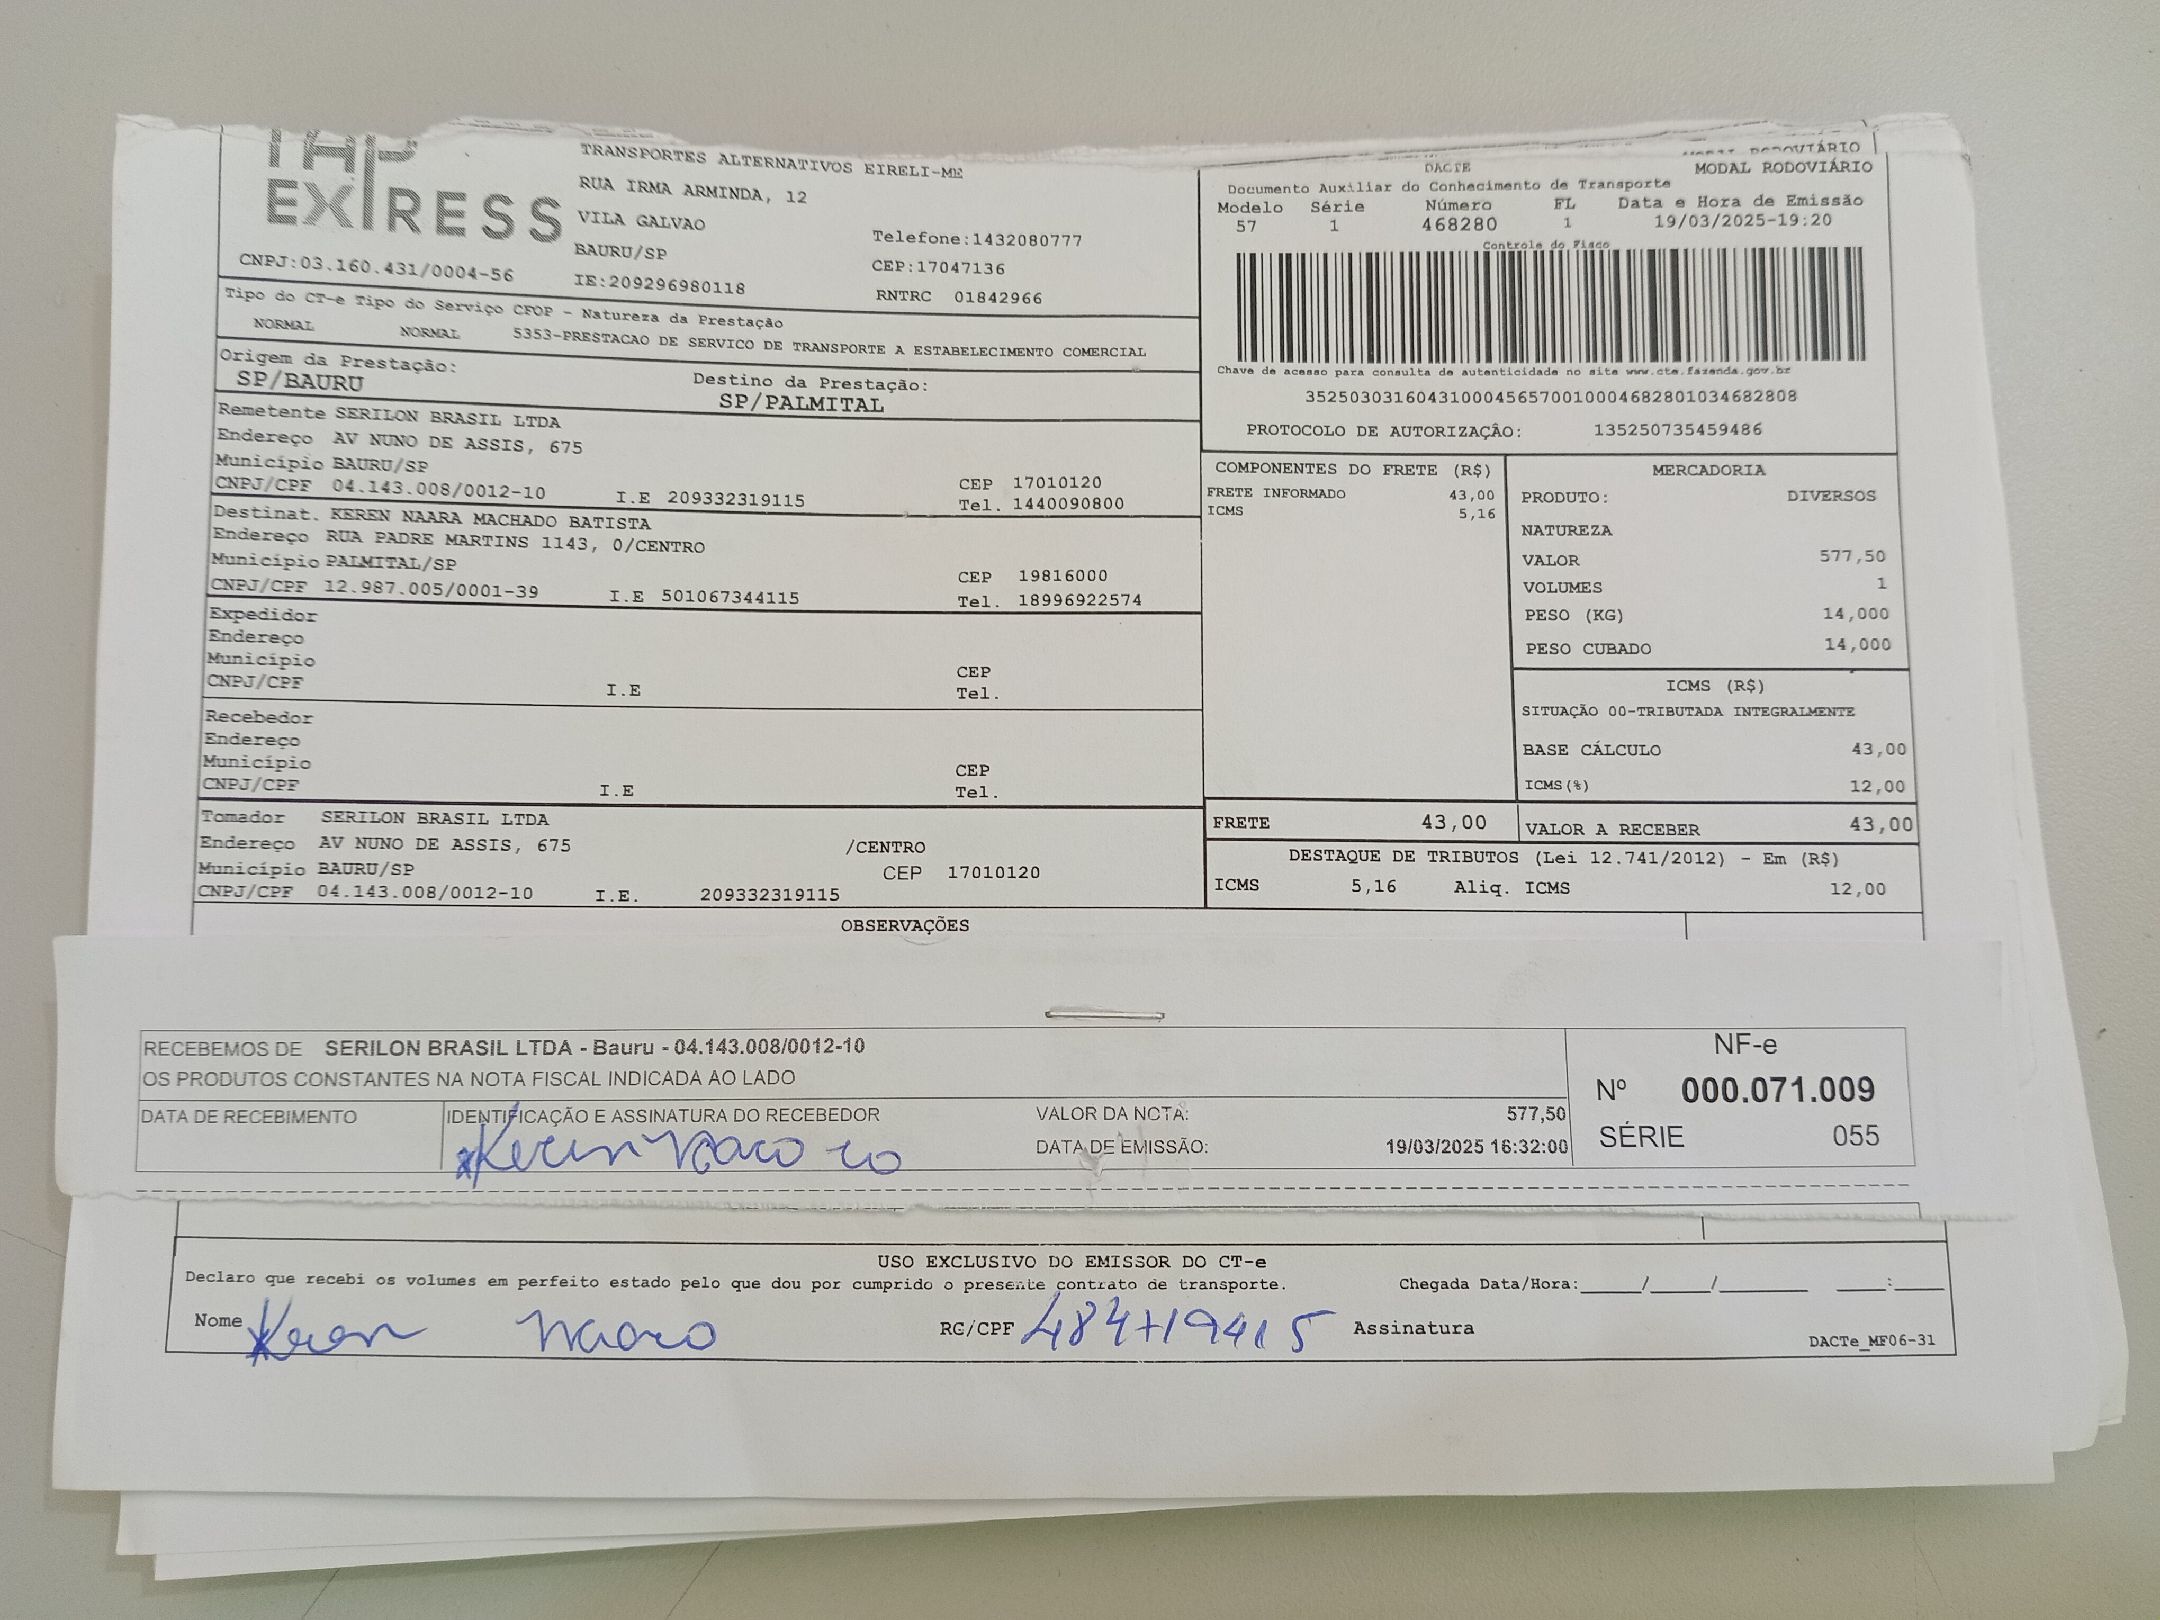 TAP
EXPRESS
TRANSPORTES ALTERNATIVOS EIRELI-ME
RUA IRMA ARMINDA, 12
VILA GALVAO
BAURU/SP
Telefone:1432080777
CEP:17047136
CNPJ:03.160.431/0004-56
IE:209296980118
RNTRC 01842966
RODOVIÁRIO
DACTE
MODAL RODOVIÁRIO
Documento Auxiliar do Conhecimento de Transporte
Modelo Série Número FL Data e Hora de Emissão
57 1 468280 1 19/03/2025-19:20
Controle do Fisco
Chave de acesso para consulta de autenticidade no site www.cte.fazenda.gov.br
35250303160431000456570010004682801034682808
PROTOCOLO DE AUTORIZAÇÂO: 135250735459486
Tipo do CT-e Tipo do Serviço CFOP - Natureza da Prestação
NORMAL NORMAL 5353-PRESTACAO DE SERVICO DE TRANSPORTE A ESTABELECIMENTO COMERCIAL
Origem da Prestação:
SP/BAURU
Destino da Prestação:
SP/PALMITAL
Remetente SERILON BRASIL LTDA
Endereço AV NUNO DE ASSIS, 675
Município BAURU/SP CEP 17010120
CNPJ/CPF 04.143.008/0012-10 I.E 209332319115 Tel. 1440090800
Destinat. KEREN NAARA MACHADO BATISTA
Endereço RUA PADRE MARTINS 1143, 0/CENTRO
Município PALMITAL/SP CEP 19816000
CNPJ/CPF 12.987.005/0001-39 I.E 501067344115 Tel. 18996922574
Expedidor
Endereço
Município CEP
CNPJ/CPF I.E Tel.
Recebedor
Endereço
Município CEP
CNPJ/CPF I.E Tel.
Tomador SERILON BRASIL LTDA
Endereço AV NUNO DE ASSIS, 675 /CENTRO
Município BAURU/SP CEP 17010120
CNPJ/CPF 04.143.008/0012-10 I.E. 209332319115
COMPONENTES DO FRETE (R$)
FRETE INFORMADO 43,00
ICMS 5,16
MERCADORIA
PRODUTO: DIVERSOS
NATUREZA
VALOR 577,50
VOLUMES 1
PESO (KG) 14,000
PESO CUBADO 14,000
ICMS (R$)
SITUAÇÃO 00-TRIBUTADA INTEGRALMENTE
BASE CÁLCULO 43,00
ICMS(%) 12,00
FRETE 43,00 VALOR A RECEBER 43,00
DESTAQUE DE TRIBUTOS (Lei 12.741/2012) - Em (R$)
ICMS 5,16 Aliq. ICMS 12,00
OBSERVAÇÕES
RECEBEMOS DE SERILON BRASIL LTDA - Bauru - 04.143.008/0012-10
OS PRODUTOS CONSTANTES NA NOTA FISCAL INDICADA AO LADO
DATA DE RECEBIMENTO IDENTIFICAÇÃO E ASSINATURA DO RECEBEDOR VALOR DA NOTA: 577,50
Keren
DATA DE EMISSÃO: 19/03/2025 16:32:00
NF-e
Nº 000.071.009
SÉRIE 055
USO EXCLUSIVO DO EMISSOR DO CT-e
Declaro que recebi os volumes em perfeito estado pelo que dou por cumprido o presente contrato de transporte. Chegada Data/Hora:____/____/______ ____:____
Nome Keren Naara RG/CPF Assinatura
DACTe_MF06-31